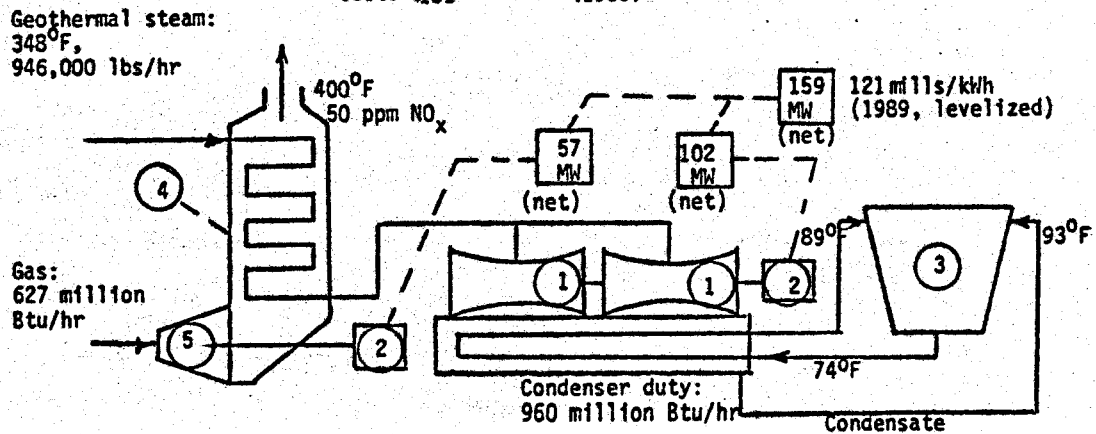 Geothermal steam:
348°F,
946,000 lbs/hr
400°F
50 ppm NOx
159
MW
(net)
121 mills/kWh
(1989, levelized)
57
MW
(net)
102
MW
(net)
4
89°F
93°F
3
1
1
2
Gas:
627 million
Btu/hr
5
2
74°F
Condenser duty:
960 million Btu/hr
Condensate